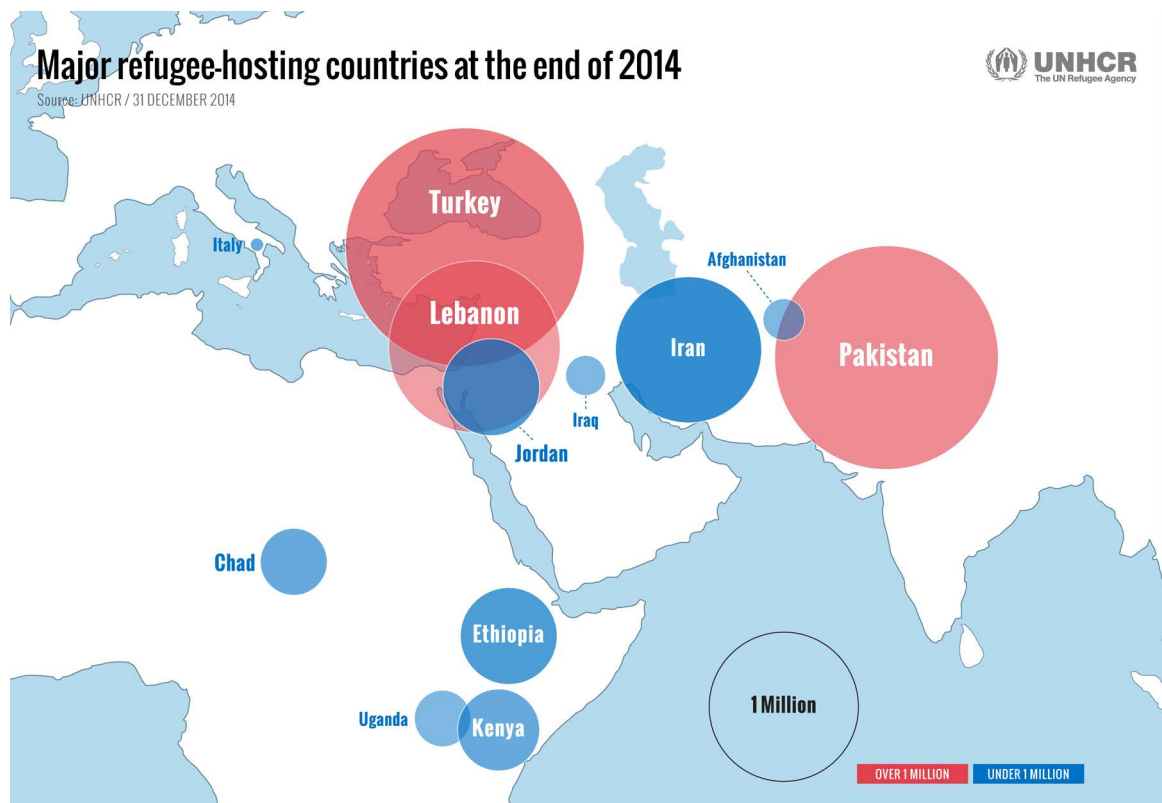 Major refugee-hosting countries at the end of 2014
Source: UNHCR / 31 DECEMBER 2014
UNHCR
The UN Refugee Agency
Turkey
Italy
Afghanistan
Lebanon
Iran
Pakistan
Iraq
Jordan
Chad
Ethiopia
Uganda
Kenya
1 Million
OVER 1 MILLION
UNDER 1 MILLION